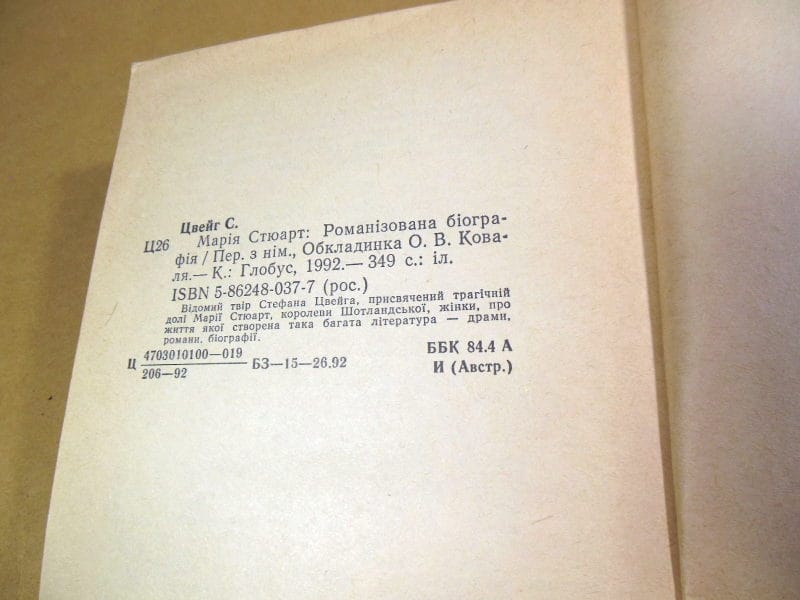 Цвейг С.
Ц26 Марія Стюарт: Романізована біогра-
фія / Пер. з нім., Обкладинка О. В. Кова-
ля.— К.: Глобус, 1992.— 349 с.: іл.
ISBN 5-86248-037-7 (рос.)
Відомий твір Стефана Цвейга, присвячений трагічній
долі Марії Стюарт, королеви Шотландської, жінки, про
життя якої створена така багата література — драми,
романи, біографії.
Ц 4703010100—019 БЗ—15—26.92 ББК 84.4 А
206—92 И (Австр.)